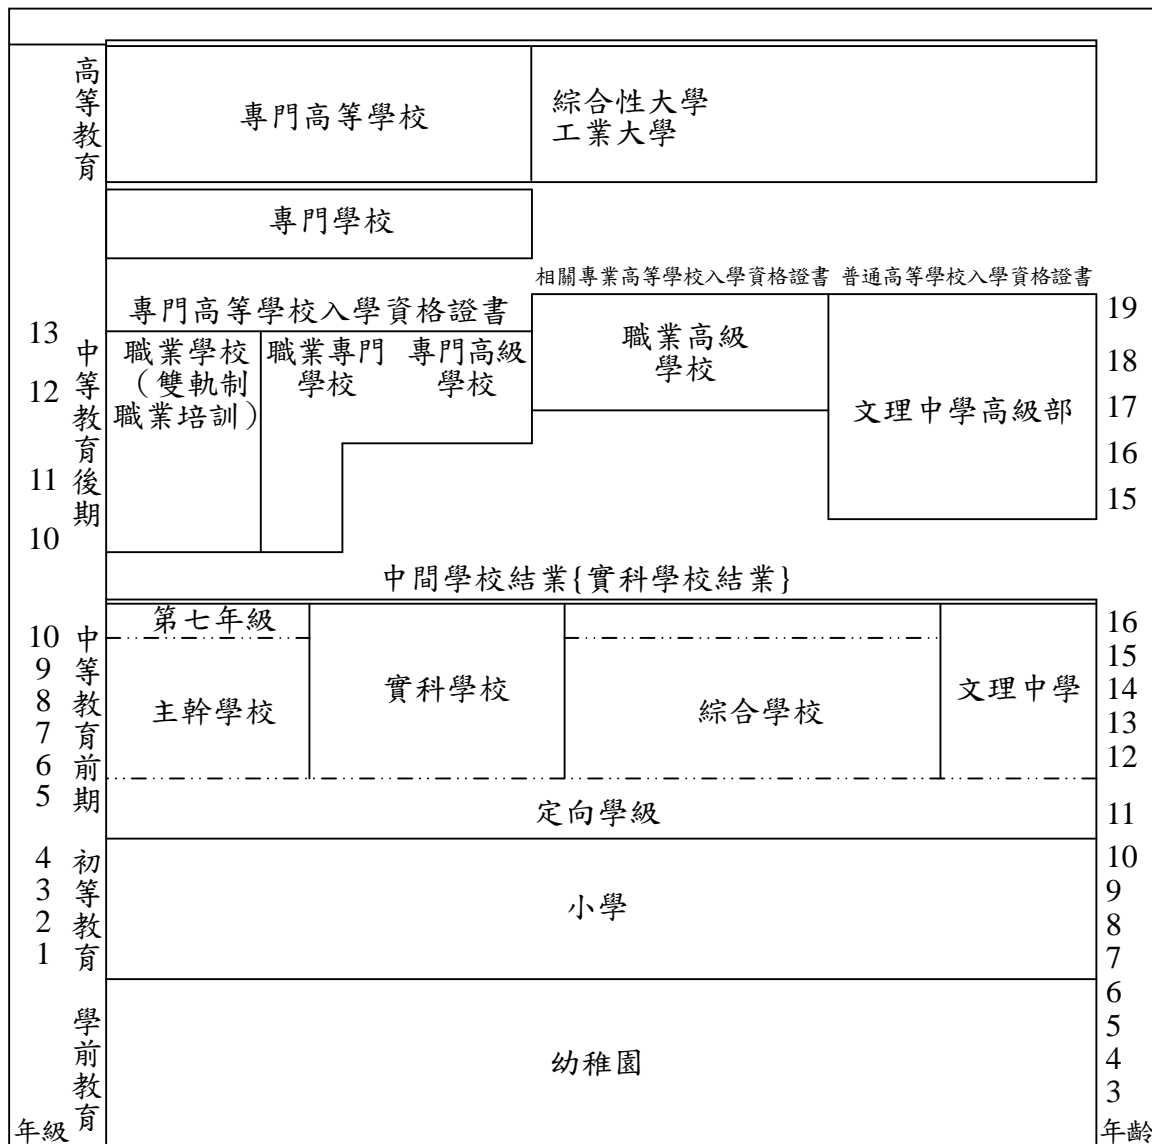 高等教育
專門高等學校
綜合性大學
工業大學
專門學校
相關專業高等學校入學資格證書
普通高等學校入學資格證書
專門高等學校入學資格證書
中等教育後期
13
12
11
10
職業學校
（雙軌制
職業培訓）
職業專門
學校
專門高級
學校
職業高級
學校
文理中學高級部
19
18
17
16
15
中間學校結業{實科學校結業}
中等教育前期
10
9
8
7
6
5
第七年級
主幹學校
實科學校
綜合學校
文理中學
16
15
14
13
12
定向學級
11
初等教育
4
3
2
1
小學
10
9
8
7
學前教育
幼稚園
6
5
4
3
年級
年齡